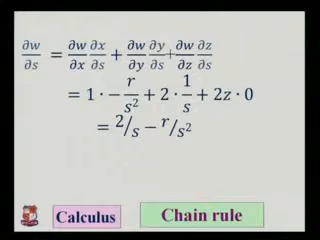 ∂w/∂s = ∂w/∂x ∂x/∂s + ∂w/∂y ∂y/∂s + ∂w/∂z ∂z/∂s
= 1 · − r/s² + 2 · 1/s + 2z · 0
= 2/s − r/s²
Calculus Chain rule